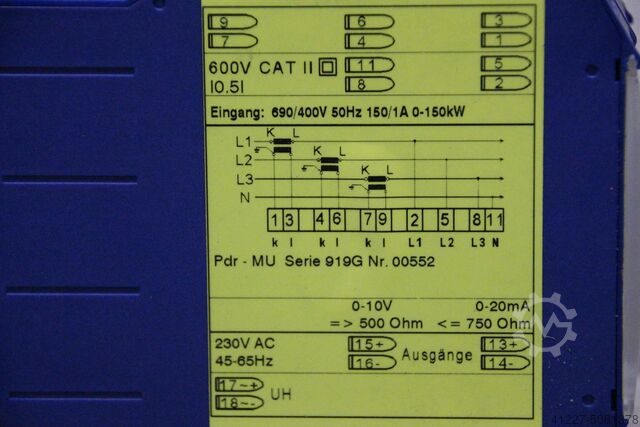 9 6 3
7 4 1
600V CAT II 11 5
8 2
10.5l
Eingang: 690/400V 50Hz 150/1A 0-150kW
K L
L1
K L
L2
K L
L3
N
1 3 4 6 7 9 2 5 8 11
k l k l k l L1 L2 L3 N
Pdr - MU Serie 919G Nr. 00552
0-10V 0-20mA
=> 500 Ohm <= 750 Ohm
230V AC 15+ Ausgänge 13+
45-65Hz 16- 14-
17~+ UH
18~-